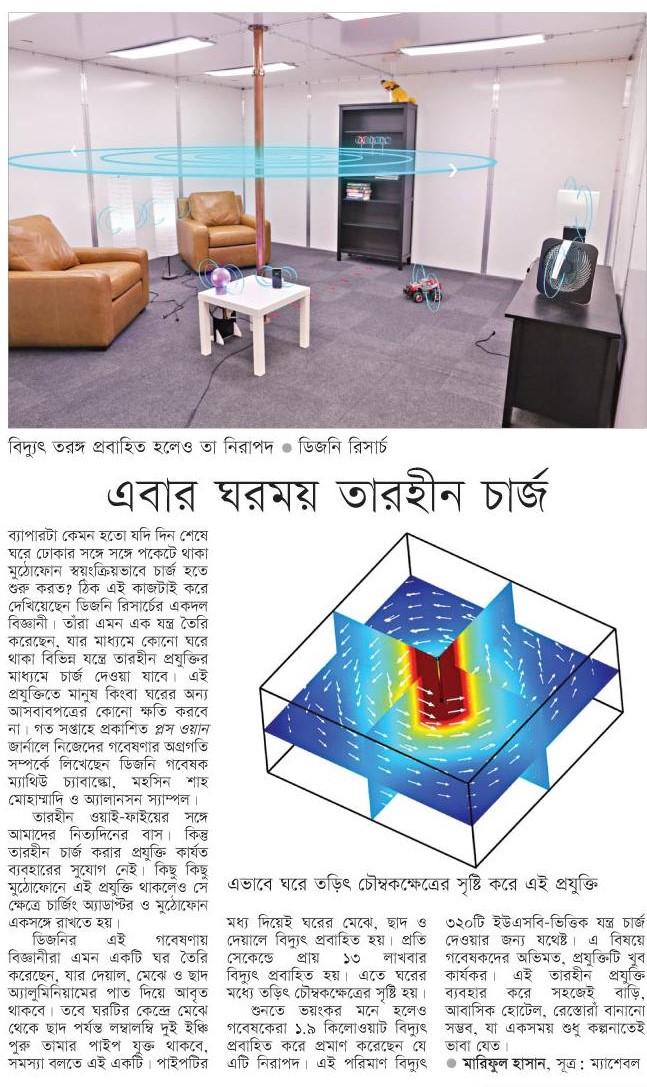 বিদ্যুৎ তরঙ্গ প্রবাহিত হলেও তা নিরাপদ ● ডিজনি রিসার্চ
এবার ঘরময় তারহীন চার্জ
ব্যাপারটা কেমন হতো যদি দিন শেষে
ঘরে ঢোকার সঙ্গে সঙ্গে পকেটে থাকা
মুঠোফোন স্বয়ংক্রিয়ভাবে চার্জ হতে
শুরু করত? ঠিক এই কাজটাই করে
দেখিয়েছেন ডিজনি রিসার্চের একদল
বিজ্ঞানী। তাঁরা এমন এক যন্ত্র তৈরি
করেছেন, যার মাধ্যমে কোনো ঘরে
থাকা বিভিন্ন যন্ত্রে তারহীন প্রযুক্তির
মাধ্যমে চার্জ দেওয়া যাবে। এই
প্রযুক্তিতে মানুষ কিংবা ঘরের অন্য
আসবাবপত্রের কোনো ক্ষতি করবে
না। গত সপ্তাহে প্রকাশিত প্লস ওয়ান
জার্নালে নিজেদের গবেষণার অগ্রগতি
সম্পর্কে লিখেছেন ডিজনি গবেষক
ম্যাথিউ চ্যাবাল্কো, মহসিন শাহ
মোহাম্মাদি ও অ্যালানসন স্যাম্পল।
তারহীন ওয়াই-ফাইয়ের সঙ্গে
আমাদের নিত্যদিনের বাস। কিন্তু
তারহীন চার্জ করার প্রযুক্তি কার্যত
ব্যবহারের সুযোগ নেই। কিছু কিছু
মুঠোফোনে এই প্রযুক্তি থাকলেও সে
ক্ষেত্রে চার্জিং অ্যাডাপ্টর ও মুঠোফোন
একসঙ্গে রাখতে হয়।
ডিজনির এই গবেষণায়
বিজ্ঞানীরা এমন একটি ঘর তৈরি
করেছেন, যার দেয়াল, মেঝে ও ছাদ
অ্যালুমিনিয়ামের পাত দিয়ে আবৃত
থাকবে। তবে ঘরটির কেন্দ্রে মেঝে
থেকে ছাদ পর্যন্ত লম্বালম্বি দুই ইঞ্চি
পুরু তামার পাইপ যুক্ত থাকবে,
সমস্যা বলতে এই একটি। পাইপটির
এভাবে ঘরে তড়িৎ চৌম্বকক্ষেত্রের সৃষ্টি করে এই প্রযুক্তি
মধ্য দিয়েই ঘরের মেঝে, ছাদ ও
দেয়ালে বিদ্যুৎ প্রবাহিত হয়। প্রতি
সেকেন্ডে প্রায় ১৩ লাখবার
বিদ্যুৎ প্রবাহিত হয়। এতে ঘরের
মধ্যে তড়িৎ চৌম্বকক্ষেত্রের সৃষ্টি হয়।
শুনতে ভয়ংকর মনে হলেও
গবেষকেরা ১.৯ কিলোওয়াট বিদ্যুৎ
প্রবাহিত করে প্রমাণ করেছেন যে
এটি নিরাপদ। এই পরিমাণ বিদ্যুৎ
৩২০টি ইউএসবি-ভিত্তিক যন্ত্র চার্জ
দেওয়ার জন্য যথেষ্ট। এ বিষয়ে
গবেষকদের অভিমত, প্রযুক্তিটি খুব
কার্যকর। এই তারহীন প্রযুক্তি
ব্যবহার করে সহজেই বাড়ি,
আবাসিক হোটেল, রেস্তোরাঁ বানানো
সম্ভব, যা একসময় শুধু কল্পনাতেই
ভাবা যেত।
● মারিফুল হাসান, সূত্র: ম্যাশেবল